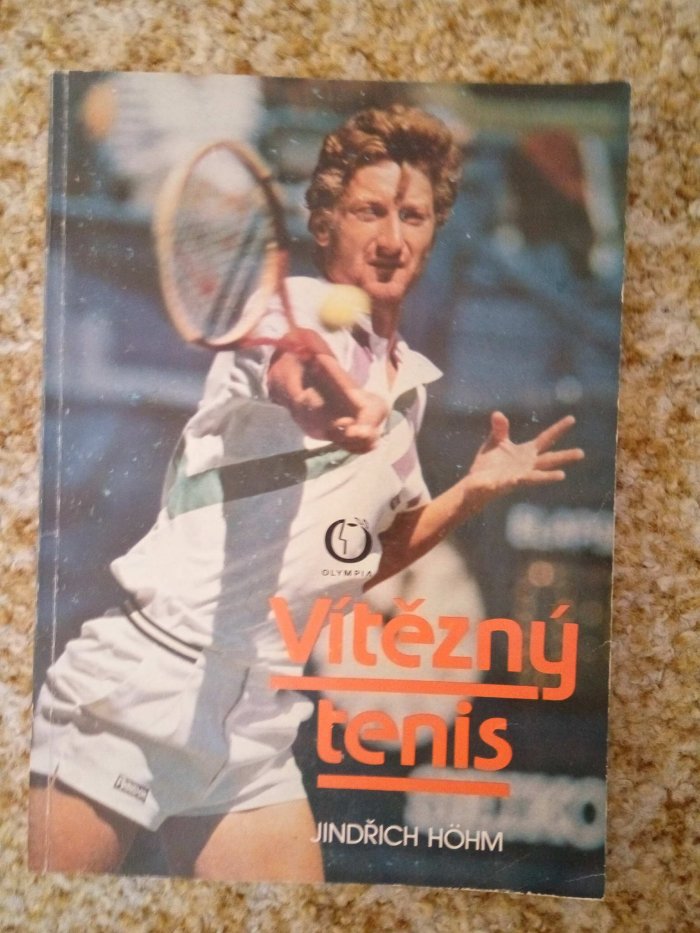 OLYMPIA
Vítězný
tenis
JINDŘICH HÖHM